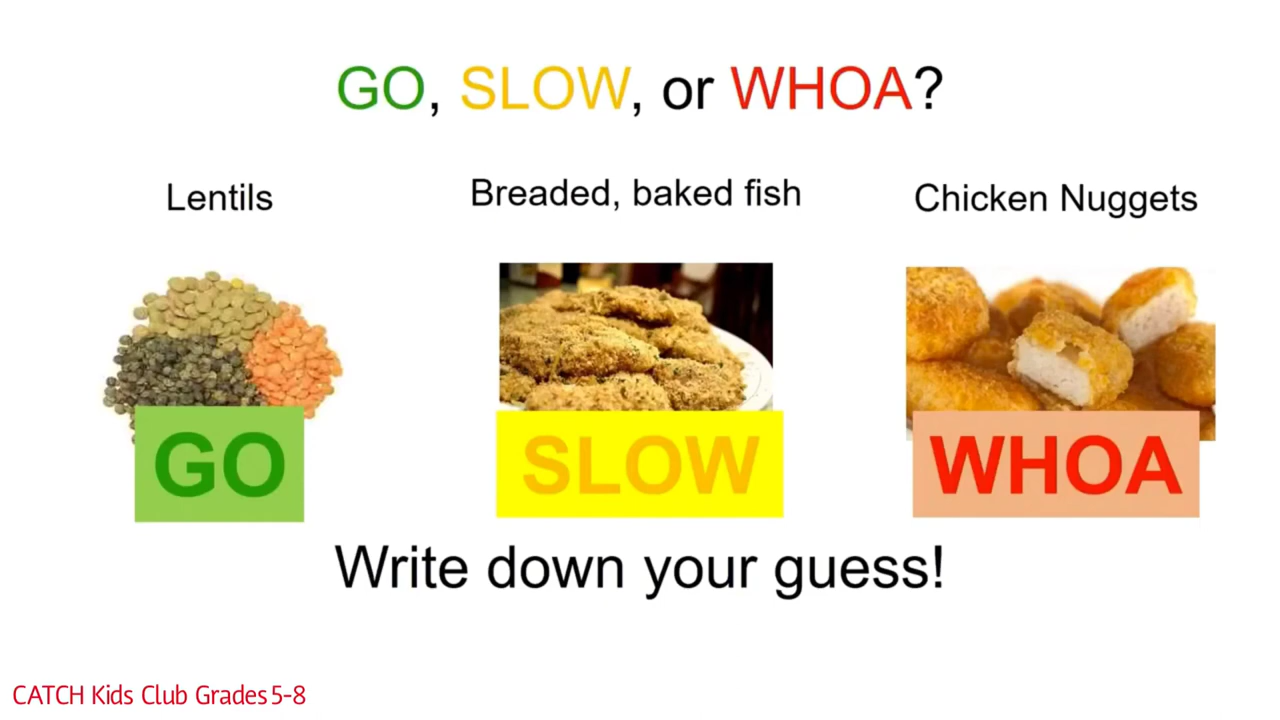 GO, SLOW, or WHOA?
Lentils
Breaded, baked fish
Chicken Nuggets
GO
SLOW
WHOA
Write down your guess!
CATCH Kids Club Grades 5-8